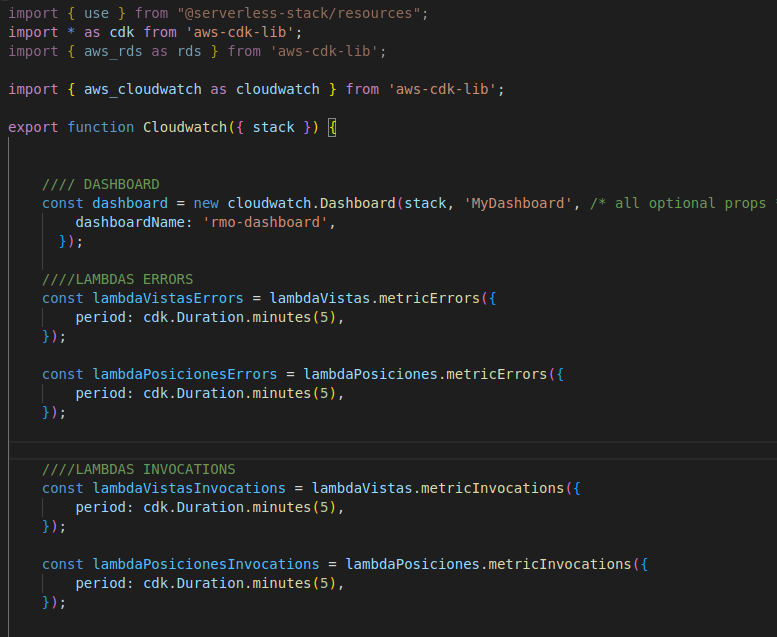 import { use } from "@serverless-stack/resources";
import * as cdk from 'aws-cdk-lib';
import { aws_rds as rds } from 'aws-cdk-lib';
import { aws_cloudwatch as cloudwatch } from 'aws-cdk-lib';
export function Cloudwatch({ stack }) {
//// DASHBOARD
const dashboard = new cloudwatch.Dashboard(stack, 'MyDashboard', /* all optional props
dashboardName: 'rmo-dashboard',
});
////LAMBDAS ERRORS
const lambdaVistasErrors = lambdaVistas.metricErrors({
period: cdk.Duration.minutes(5),
});
const lambdaPosicionesErrors = lambdaPosiciones.metricErrors({
period: cdk.Duration.minutes(5),
});
////LAMBDAS INVOCATIONS
const lambdaVistasInvocations = lambdaVistas.metricInvocations({
period: cdk.Duration.minutes(5),
});
const lambdaPosicionesInvocations = lambdaPosiciones.metricInvocations({
period: cdk.Duration.minutes(5),
});